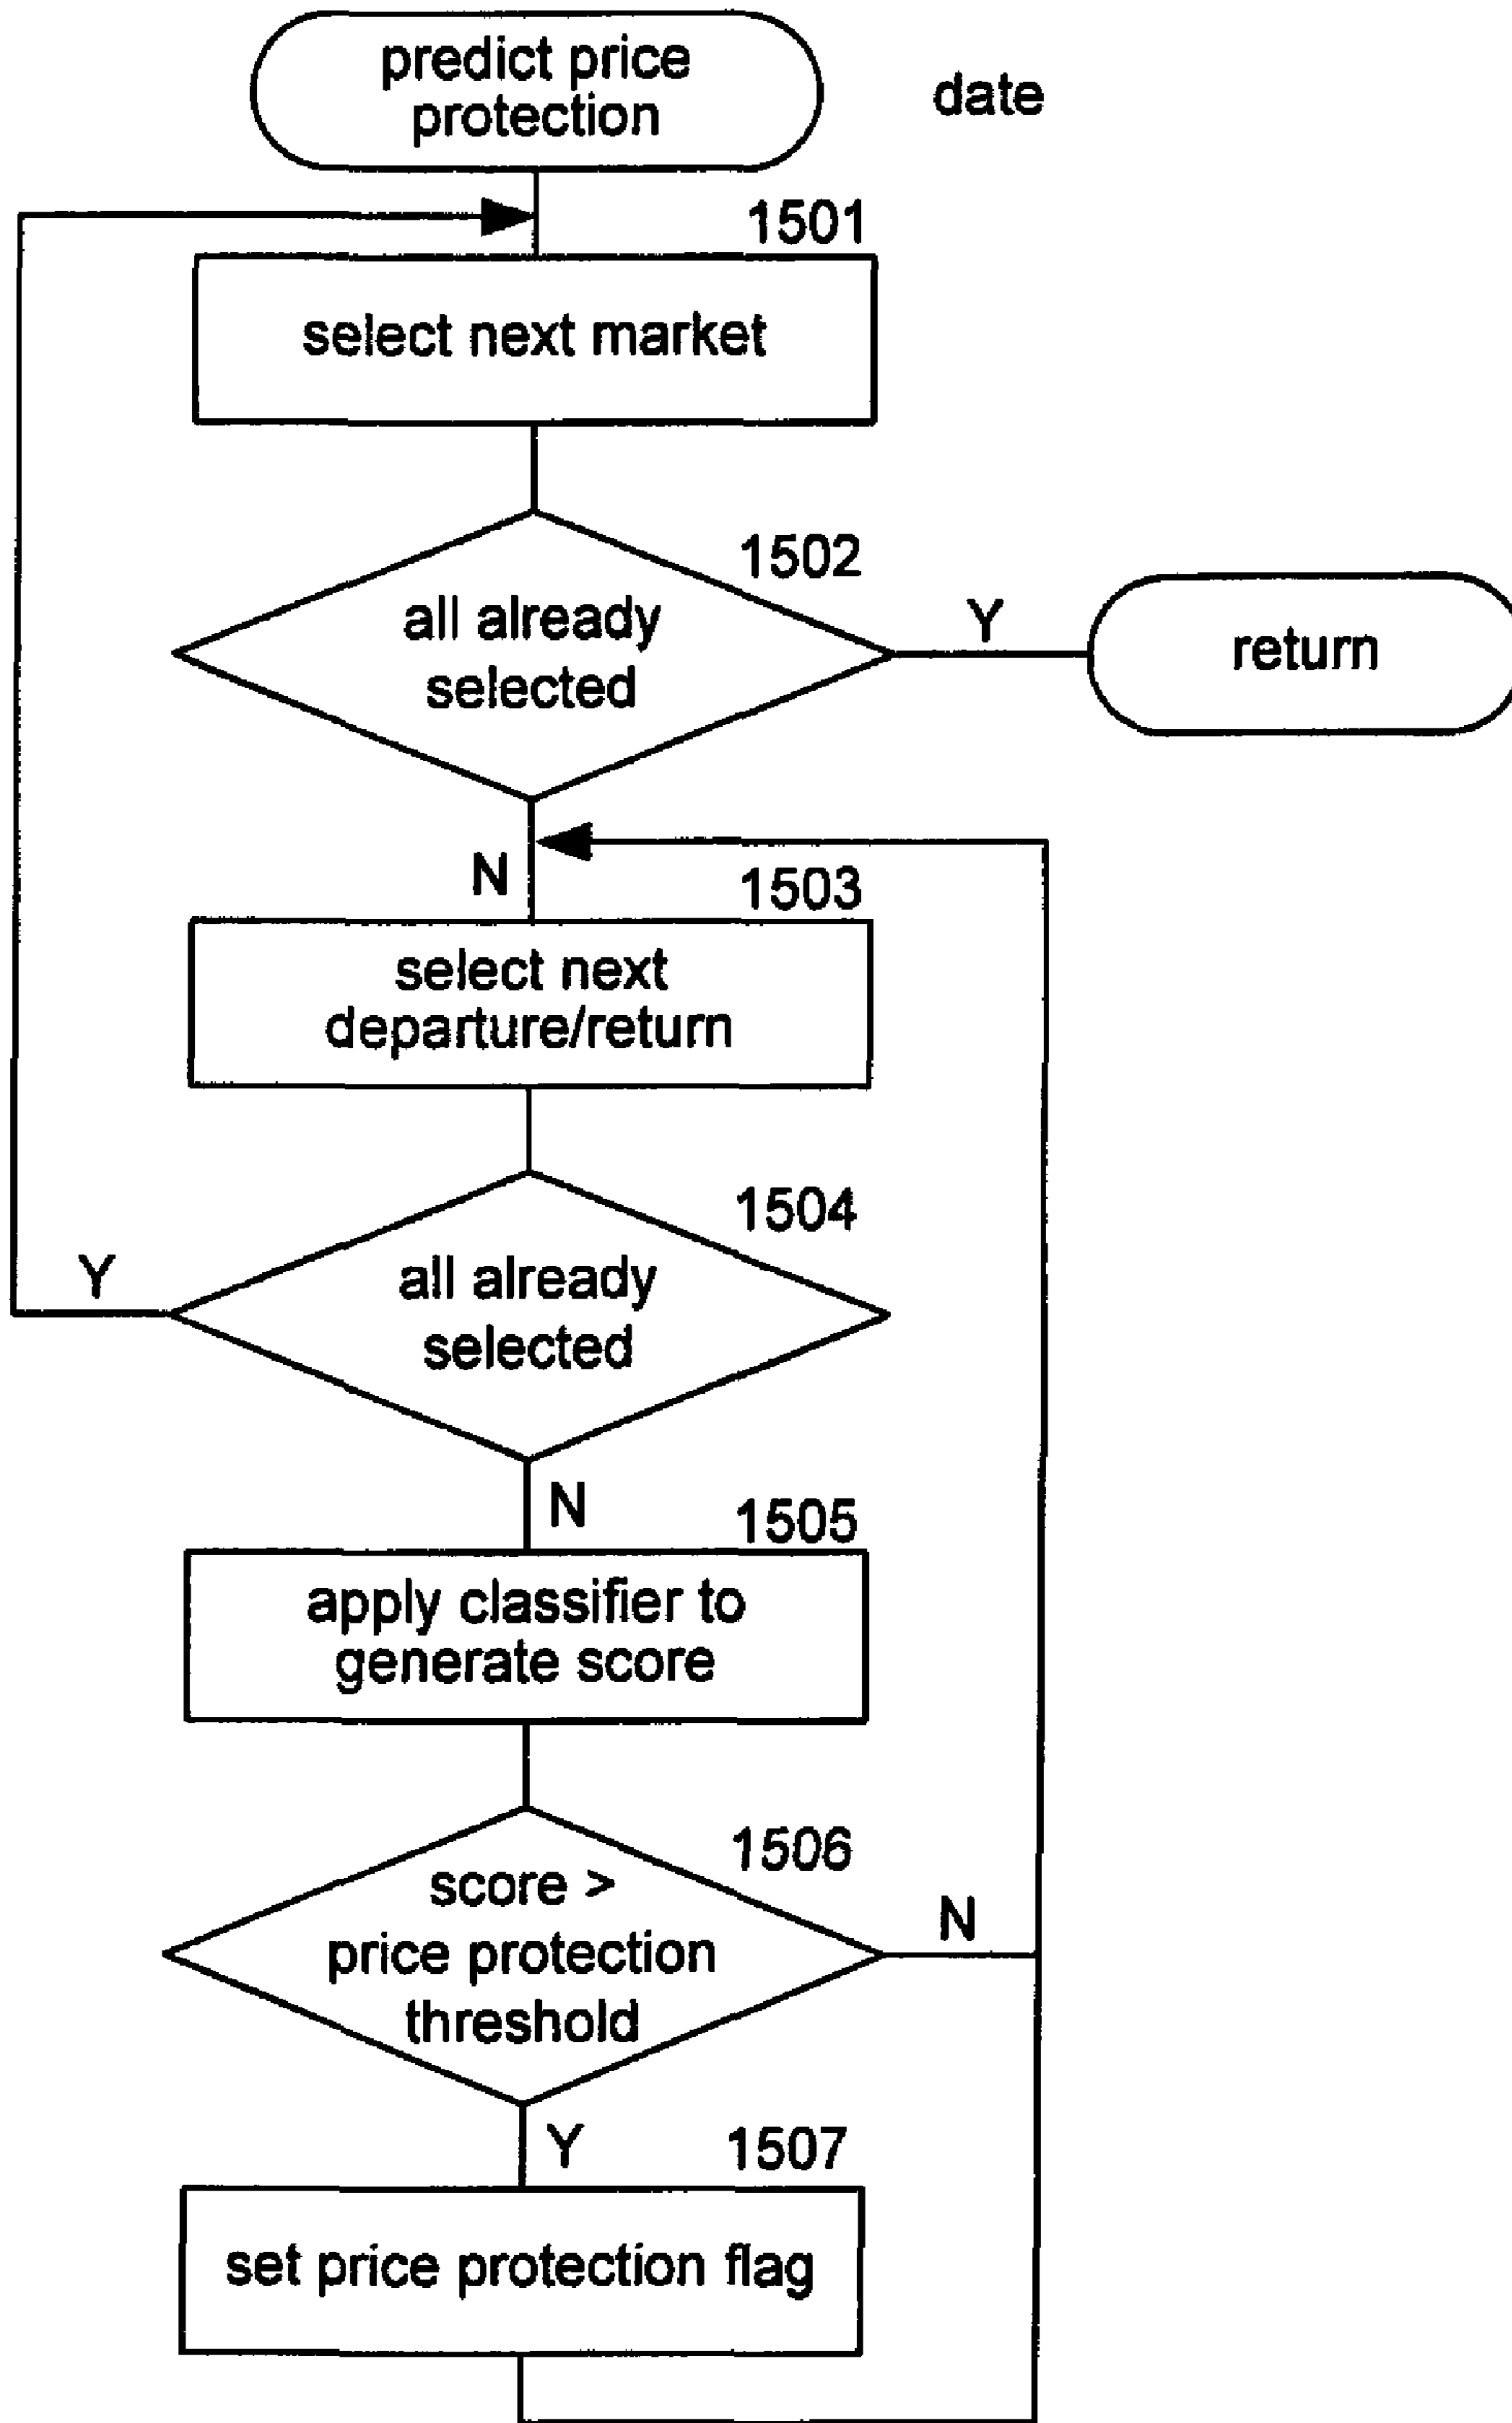 predict price
protection
date
1501
select next market
1502
all already
selected
Y
return
N
1503
select next
departure/return
1504
all already
selected
Y
N
1505
apply classifier to
generate score
1506
score >
price protection
threshold
N
Y
1507
set price protection flag